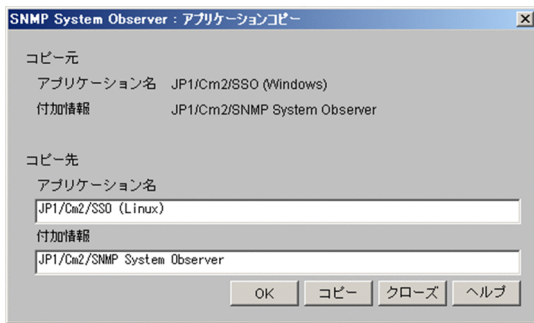 SNMP System Observer : アプリケーションコピー
コピー元
アプリケーション名 JP1/Cm2/SSO (Windows)
付加情報 JP1/Cm2/SNMP System Observer
コピー先
アプリケーション名
JP1/Cm2/SSO (Linux)
付加情報
JP1/Cm2/SNMP System Observer
OK コピー クローズ ヘルプ